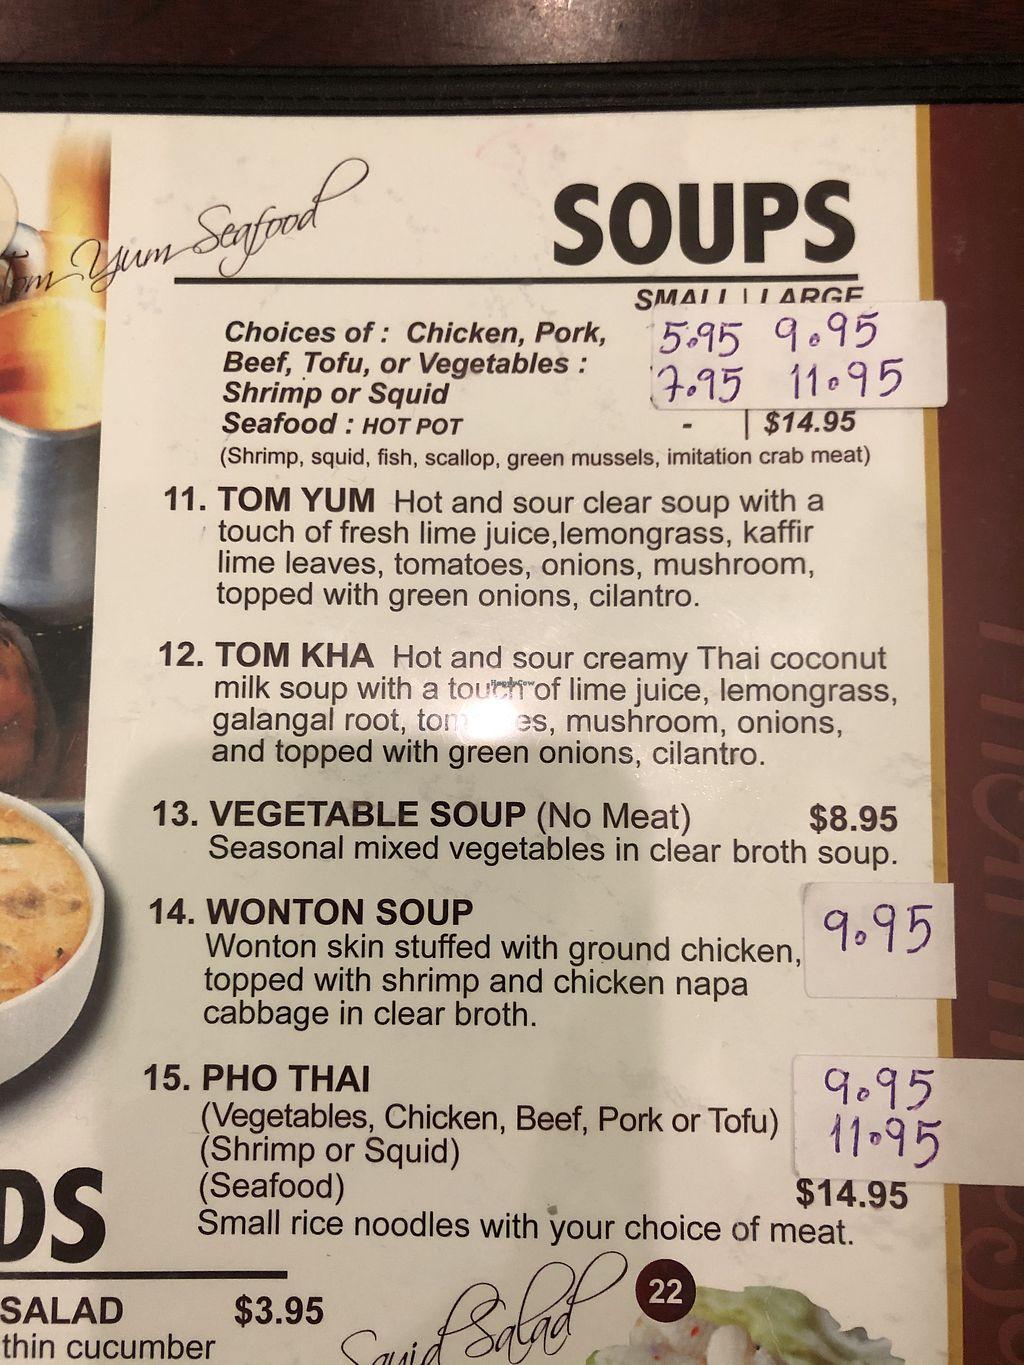 Yum Seafood
SOUPS
SMALL | LARGE
Choices of : Chicken, Pork, 5.95 9.95
Beef, Tofu, or Vegetables :
Shrimp or Squid 7.95 11.95
Seafood : HOT POT - | $14.95
(Shrimp, squid, fish, scallop, green mussels, imitation crab meat)
11. TOM YUM Hot and sour clear soup with a
touch of fresh lime juice,lemongrass, kaffir
lime leaves, tomatoes, onions, mushroom,
topped with green onions, cilantro.
12. TOM KHA Hot and sour creamy Thai coconut
milk soup with a touch of lime juice, lemongrass,
galangal root, tomatoes, mushroom, onions,
and topped with green onions, cilantro.
HappyCow
13. VEGETABLE SOUP (No Meat) $8.95
Seasonal mixed vegetables in clear broth soup.
14. WONTON SOUP 9.95
Wonton skin stuffed with ground chicken,
topped with shrimp and chicken napa
cabbage in clear broth.
15. PHO THAI 9.95
(Vegetables, Chicken, Beef, Pork or Tofu)
(Shrimp or Squid) 11.95
(Seafood) $14.95
Small rice noodles with your choice of meat.
22
DS
SALAD $3.95
thin cucumber
Squid Salad